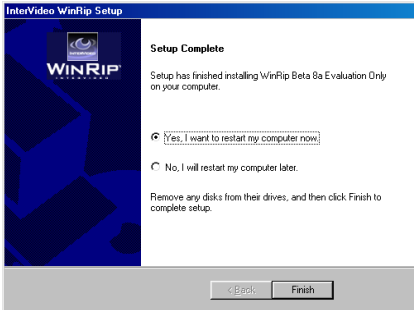 InterVideo WinRip Setup
INTERVIDEO
WINRIP
INTERVIDEO
Setup Complete
Setup has finished installing WinRip Beta 8a Evaluation Only
on your computer.
Yes, I want to restart my computer now.
No, I will restart my computer later.
Remove any disks from their drives, and then click Finish to
complete setup.
< Back
Finish